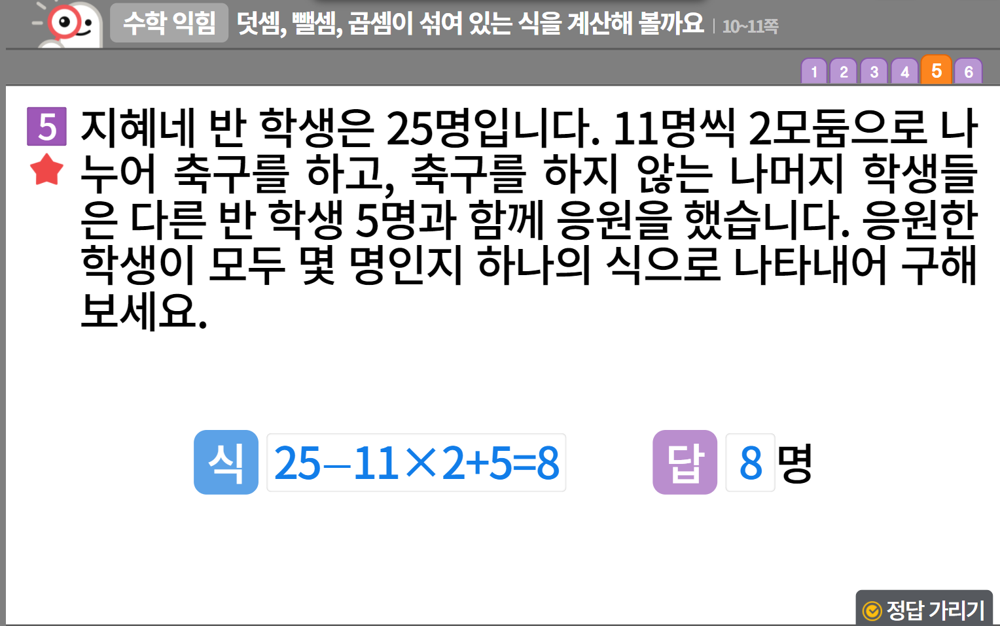 수학 익힘 덧셈, 뺄셈, 곱셈이 섞여 있는 식을 계산해 볼까요 | 10~11쪽
1 2 3 4 5 6
5 지혜네 반 학생은 25명입니다. 11명씩 2모둠으로 나
누어 축구를 하고, 축구를 하지 않는 나머지 학생들
은 다른 반 학생 5명과 함께 응원을 했습니다. 응원한
학생이 모두 몇 명인지 하나의 식으로 나타내어 구해
보세요.
식 25−11×2+5=8 답 8 명
정답 가리기